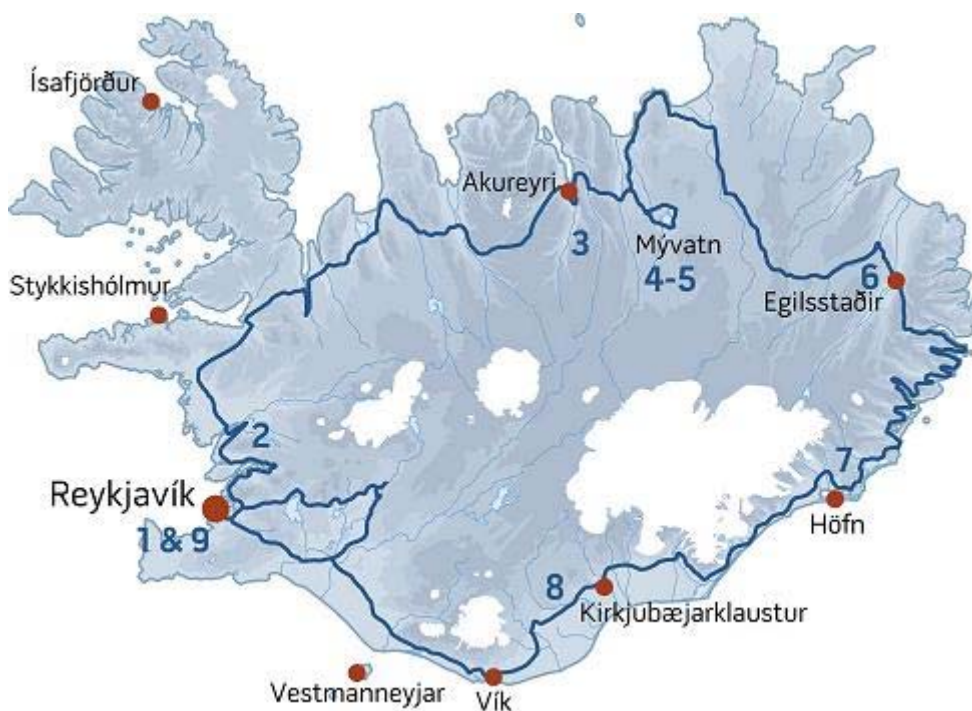 Ísafjörður
Akureyri
3
Mývatn
4-5
6
Egilsstaðir
Stykkishólmur
2
Reykjavík
1 & 9
7
Höfn
8
Kirkjubæjarklaustur
Vestmanneyjar
Vík